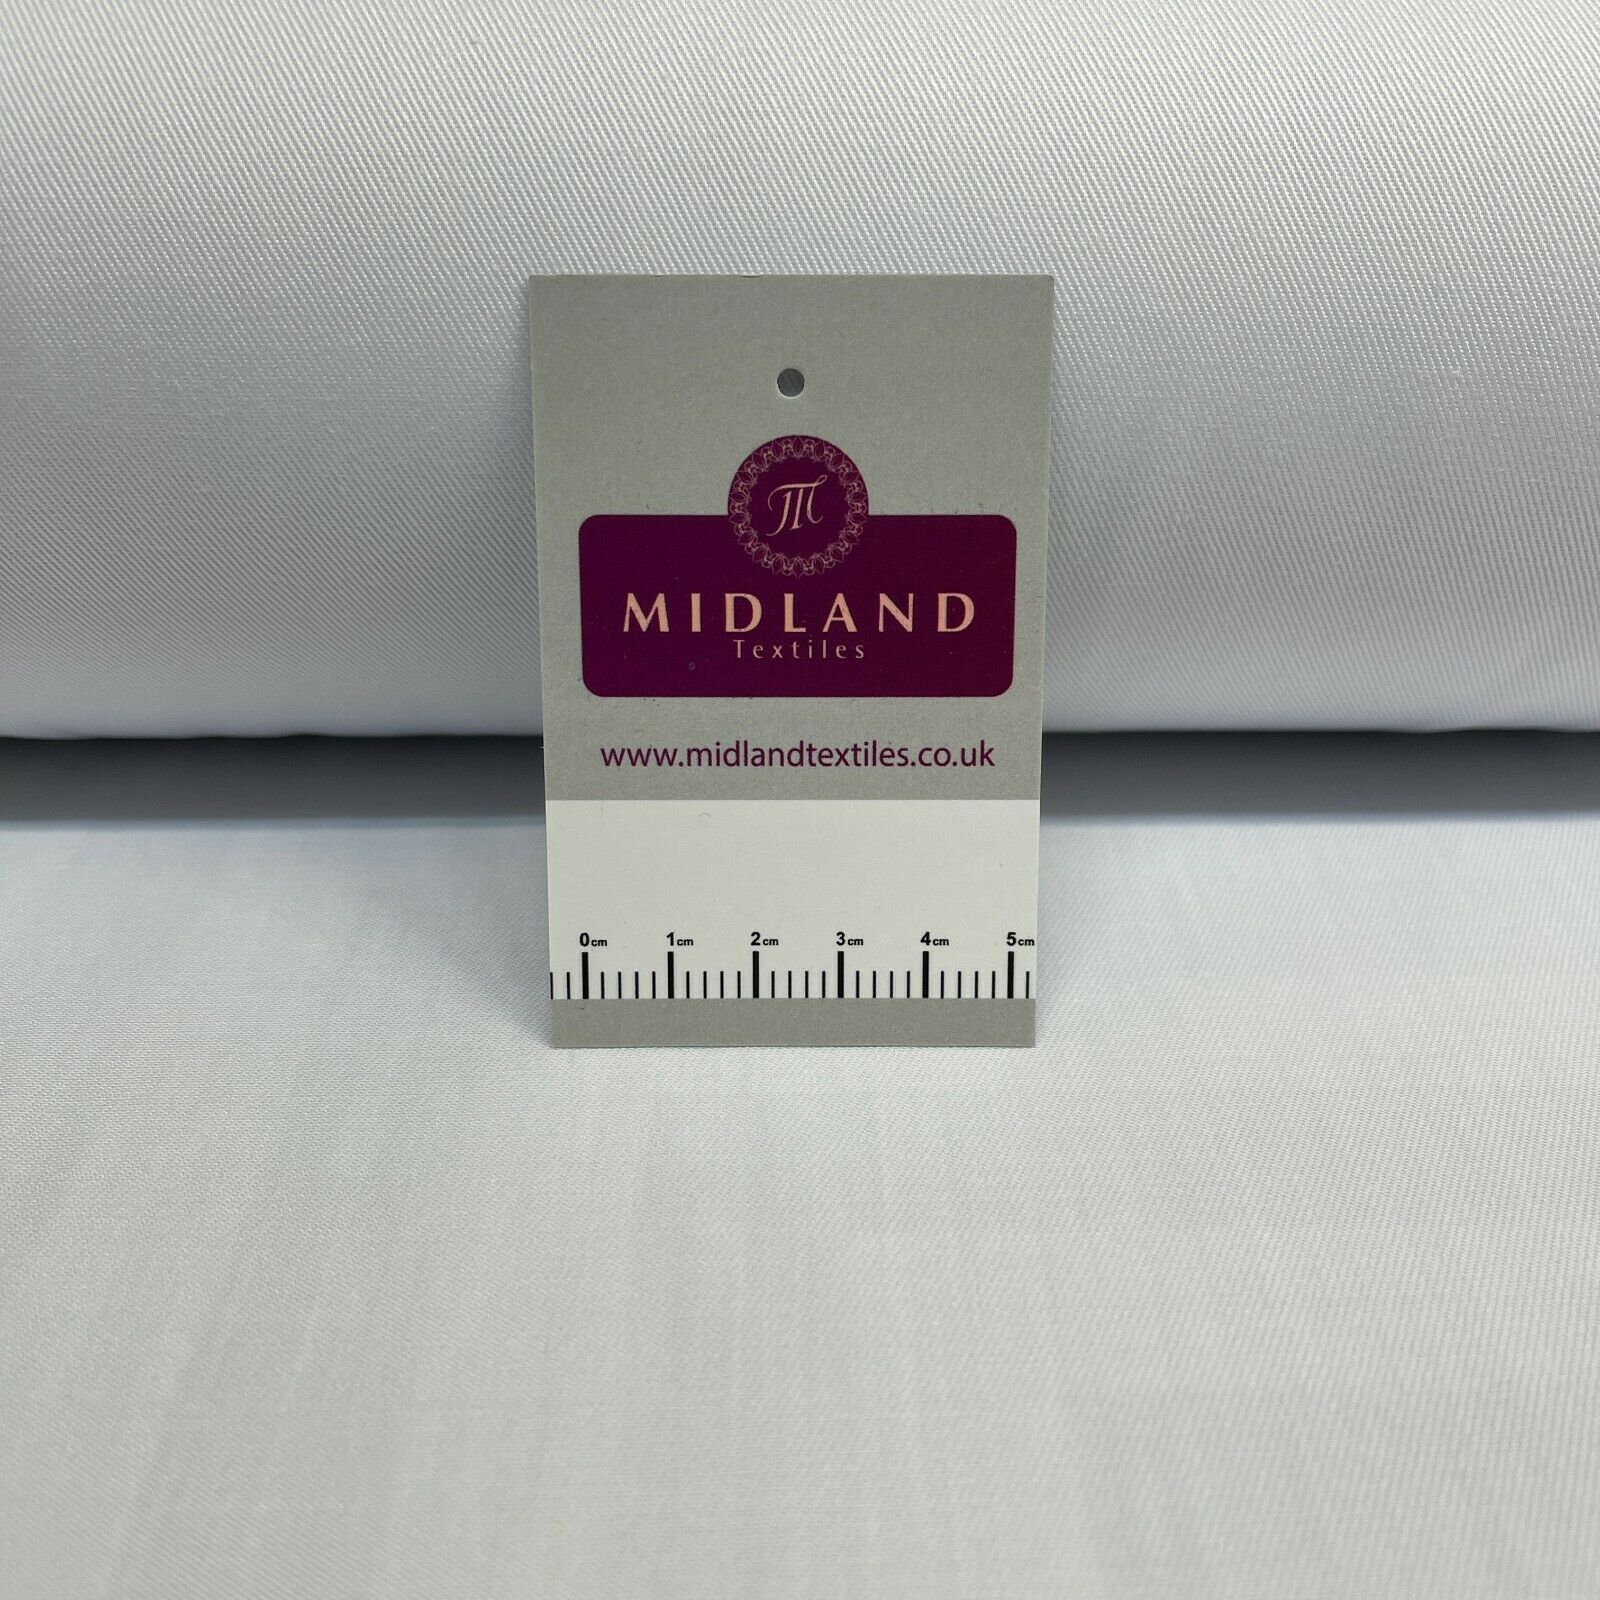 M
MIDLAND
Textiles
www.midlandtextiles.co.uk
0cm 1cm 2cm 3cm 4cm 5cm